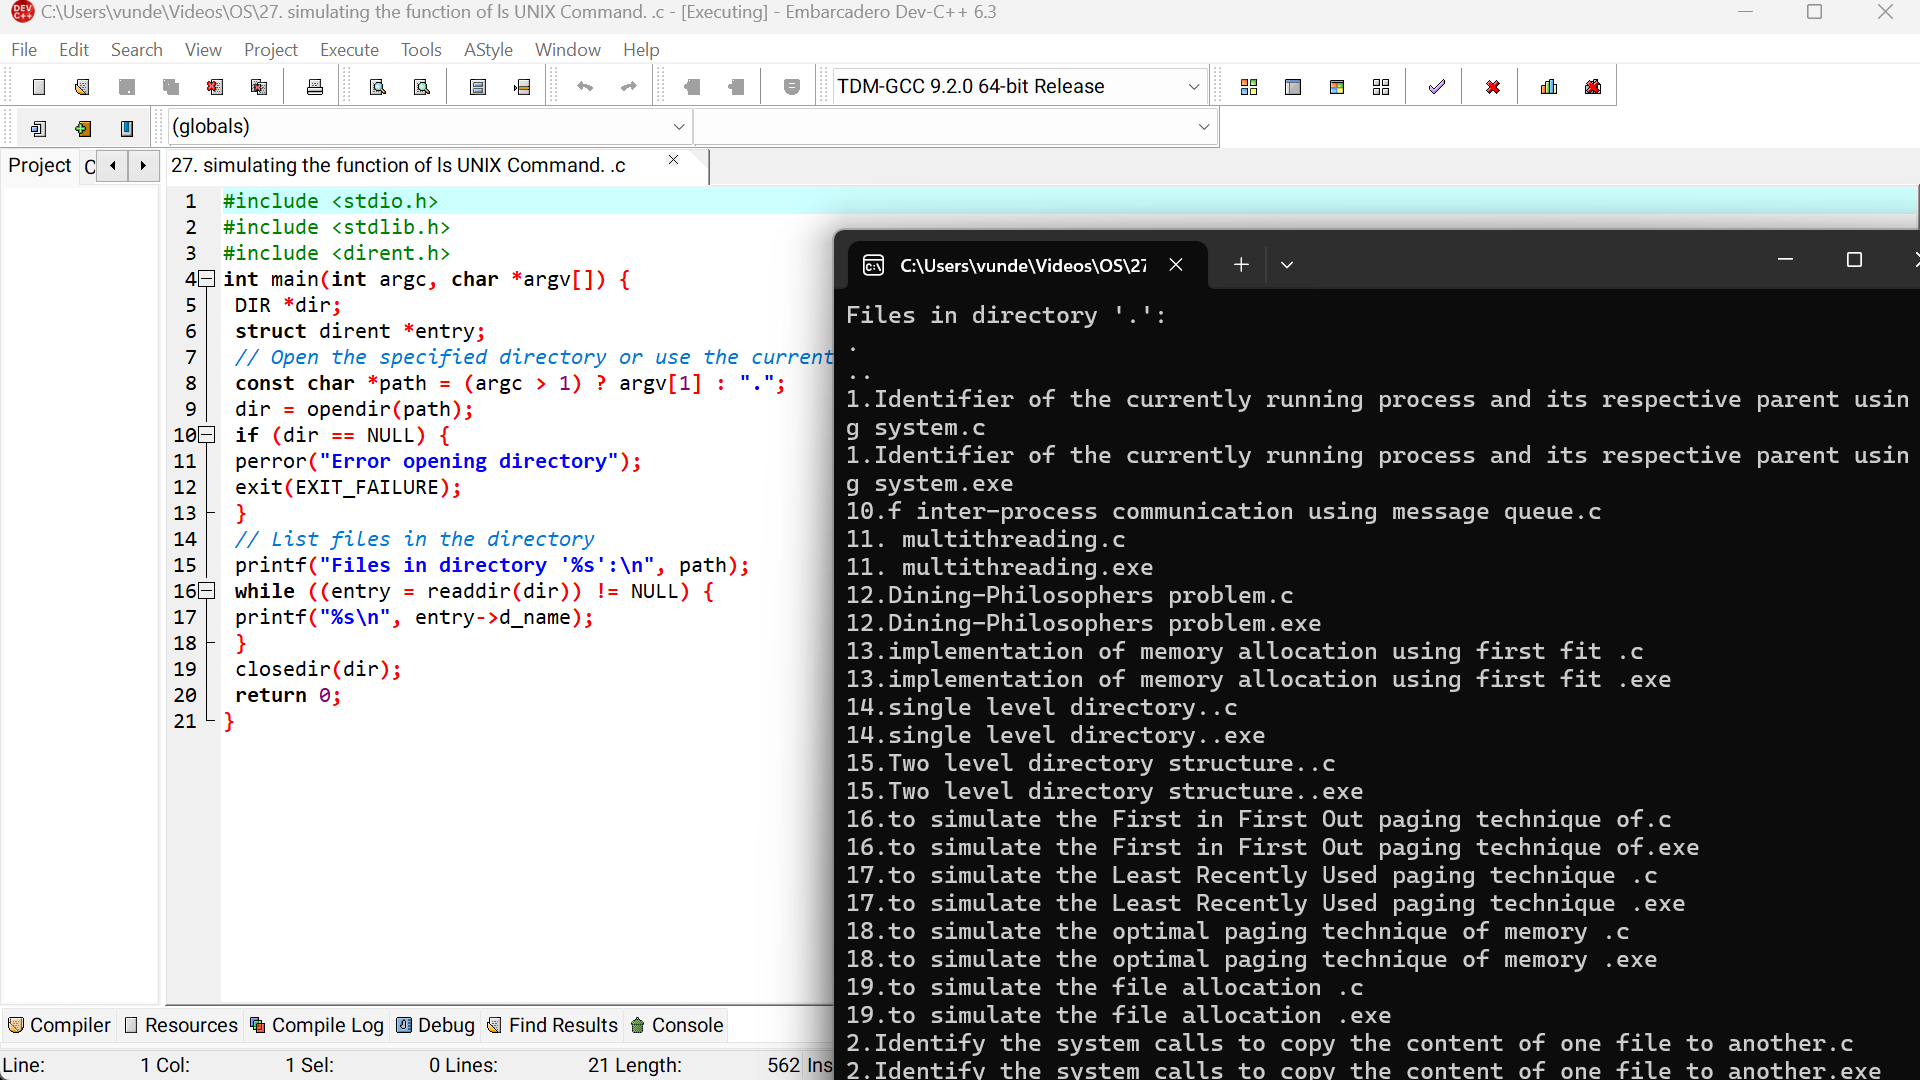 C:\Users\vunde\Videos\OS\27. simulating the function of ls UNIX Command. .c - [Executing] - Embarcadero Dev-C++ 6.3
File Edit Search View Project Execute Tools AStyle Window Help
TDM-GCC 9.2.0 64-bit Release
(globals)
Project C
27. simulating the function of ls UNIX Command. .c
1 #include <stdio.h>
2 #include <stdlib.h>
3 #include <dirent.h>
4 int main(int argc, char *argv[]) {
5 DIR *dir;
6 struct dirent *entry;
7 // Open the specified directory or use the current
8 const char *path = (argc > 1) ? argv[1] : ".";
9 dir = opendir(path);
10 if (dir == NULL) {
11 perror("Error opening directory");
12 exit(EXIT_FAILURE);
13 }
14 // List files in the directory
15 printf("Files in directory '%s':\n", path);
16 while ((entry = readdir(dir)) != NULL) {
17 printf("%s\n", entry->d_name);
18 }
19 closedir(dir);
20 return 0;
21 }
C:\Users\vunde\Videos\OS\27
Files in directory '.':
.
..
1.Identifier of the currently running process and its respective parent usin
g system.c
1.Identifier of the currently running process and its respective parent usin
g system.exe
10.f inter-process communication using message queue.c
11. multithreading.c
11. multithreading.exe
12.Dining-Philosophers problem.c
12.Dining-Philosophers problem.exe
13.implementation of memory allocation using first fit .c
13.implementation of memory allocation using first fit .exe
14.single level directory..c
14.single level directory..exe
15.Two level directory structure..c
15.Two level directory structure..exe
16.to simulate the First in First Out paging technique of.c
16.to simulate the First in First Out paging technique of.exe
17.to simulate the Least Recently Used paging technique .c
17.to simulate the Least Recently Used paging technique .exe
18.to simulate the optimal paging technique of memory .c
18.to simulate the optimal paging technique of memory .exe
19.to simulate the file allocation .c
19.to simulate the file allocation .exe
2.Identify the system calls to copy the content of one file to another.c
2.Identify the system calls to copy the content of one file to another.exe
Compiler Resources Compile Log Debug Find Results Console
Line: 1 Col: 1 Sel: 0 Lines: 21 Length: 562 Ins